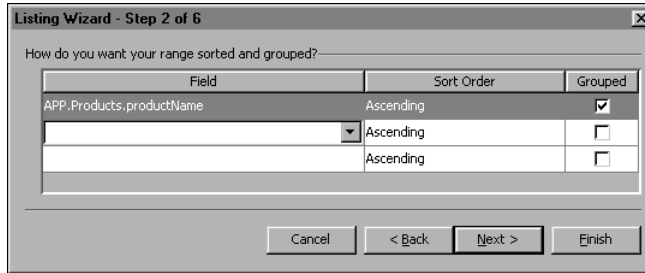 Listing Wizard - Step 2 of 6
How do you want your range sorted and grouped?
Field Sort Order Grouped
APP.Products.productName Ascending
Ascending
Ascending
Cancel < Back Next > Finish